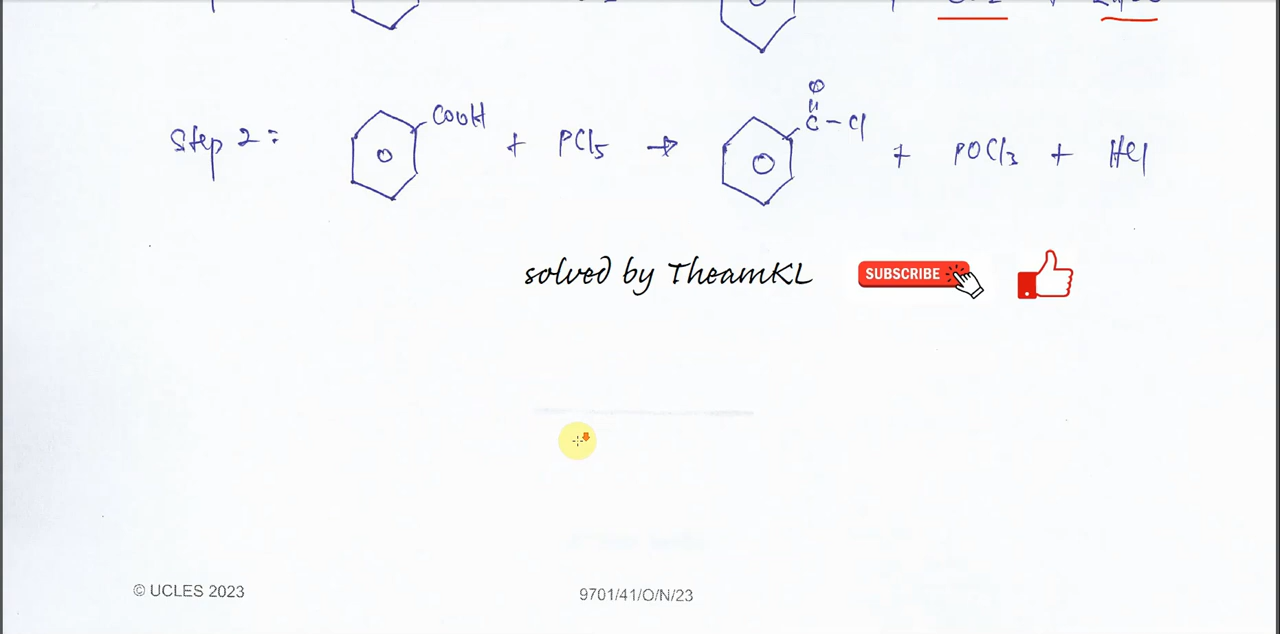 Step 2 : COOH + PCl5 → O
C – Cl + POCl3 + HCl
solved by TheamKL SUBSCRIBE
© UCLES 2023 9701/41/O/N/23